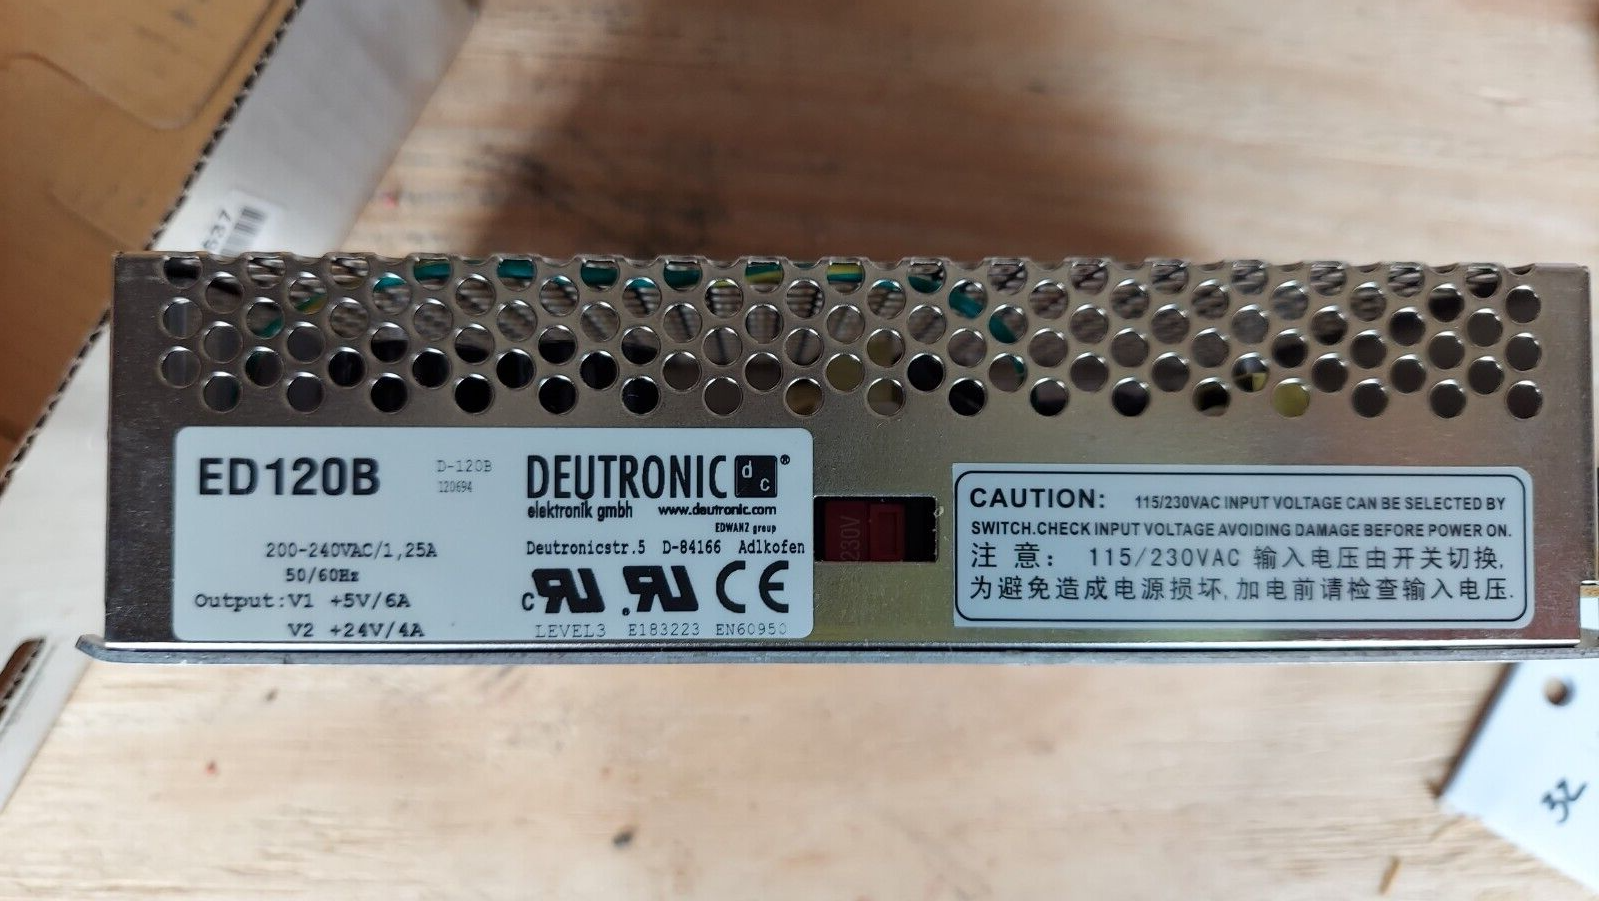 637
ED120B
D-120B
120694
200-240VAC/1,25A
50/60Hz
Output:V1 +5V/6A
V2 +24V/4A
DEUTRONIC dc®
elektronik gmbh www.deutronic.com
EDWANZ group
Deutronicstr.5 D-84166 Adlkofen
LEVEL3 E183223 EN60950
230V
CAUTION: 115/230VAC INPUT VOLTAGE CAN BE SELECTED BY
SWITCH.CHECK INPUT VOLTAGE AVOIDING DAMAGE BEFORE POWER ON.
注 意: 115/230VAC 输入电压由开关切换,
为避免造成电源损坏,加电前请检查输入电压.
32